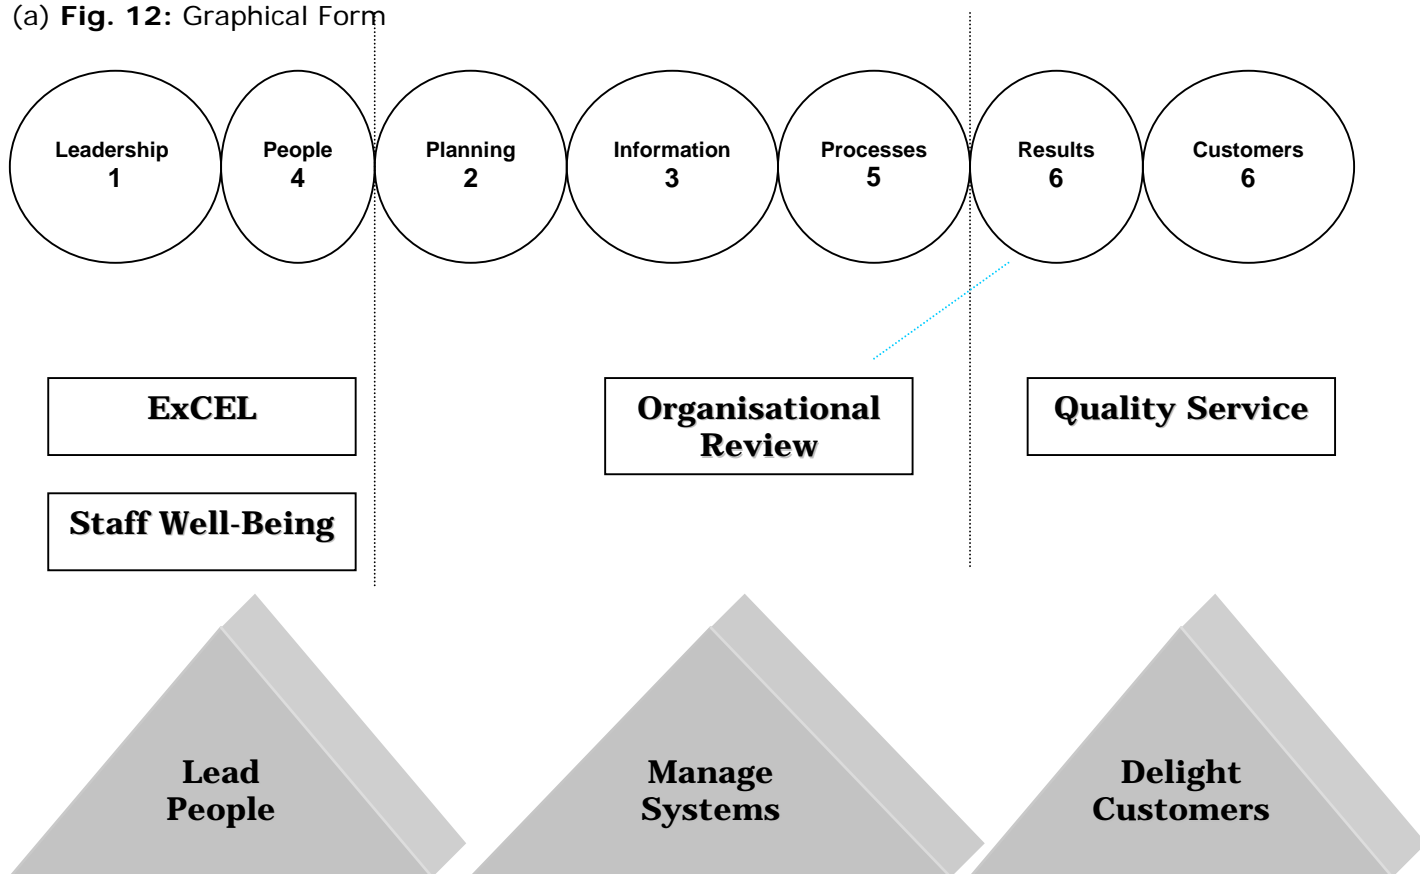 (a) Fig. 12: Graphical Form
Leadership
1
People
4
Planning
2
Information
3
Processes
5
Results
6
Customers
6
ExCEL
Staff Well-Being
Organisational
Review
Quality Service
Lead
People
Manage
Systems
Delight
Customers